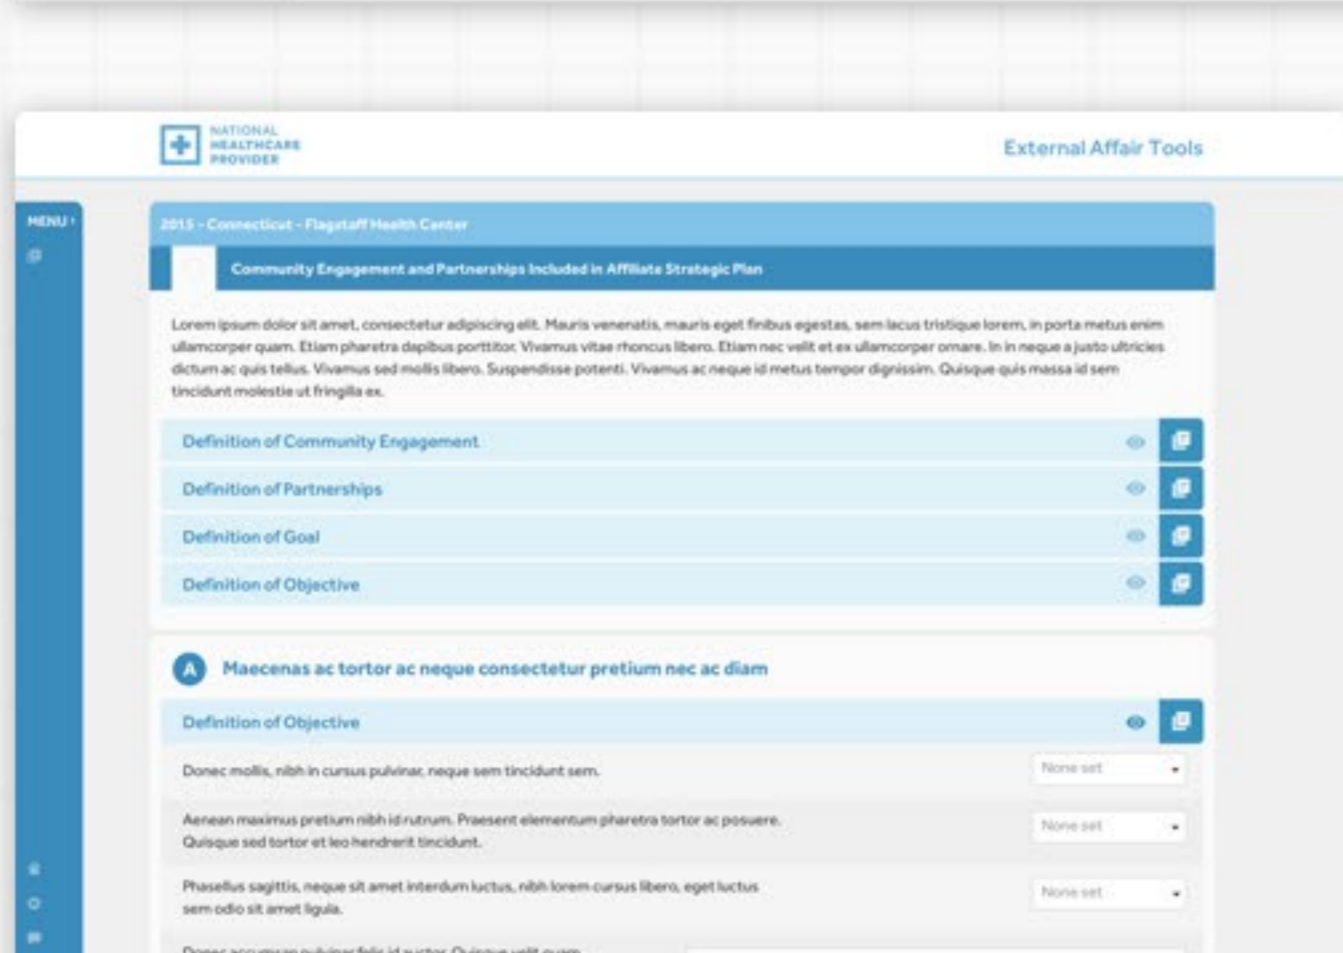 NATIONAL
HEALTHCARE
PROVIDER
External Affair Tools
MENU ›
2015 - Connecticut - Flagstaff Health Center
Community Engagement and Partnerships Included in Affiliate Strategic Plan
Lorem ipsum dolor sit amet, consectetur adipiscing elit. Mauris venenatis, mauris eget finibus egestas, sem lacus tristique lorem, in porta metus enim
ullamcorper quam. Etiam pharetra dapibus porttitor. Vivamus vitae rhoncus libero. Etiam nec velit et ex ullamcorper ornare. In in neque a justo ultricies
dictum ac quis tellus. Vivamus sed mollis libero. Suspendisse potenti. Vivamus ac neque id metus tempor dignissim. Quisque quis massa id sem
tincidunt molestie ut fringilla ex.
Definition of Community Engagement
Definition of Partnerships
Definition of Goal
Definition of Objective
A Maecenas ac tortor ac neque consectetur pretium nec ac diam
Definition of Objective
Donec mollis, nibh in cursus pulvinar, neque sem tincidunt sem.
None set
Aenean maximus pretium nibh id rutrum. Praesent elementum pharetra tortor ac posuere.
Quisque sed tortor et leo hendrerit tincidunt.
None set
Phasellus sagittis, neque sit amet interdum luctus, nibh lorem cursus libero, eget luctus
sem odio sit amet ligula.
None set
Donec accumsan pulvinar felis id auctor. Quisque velit quam